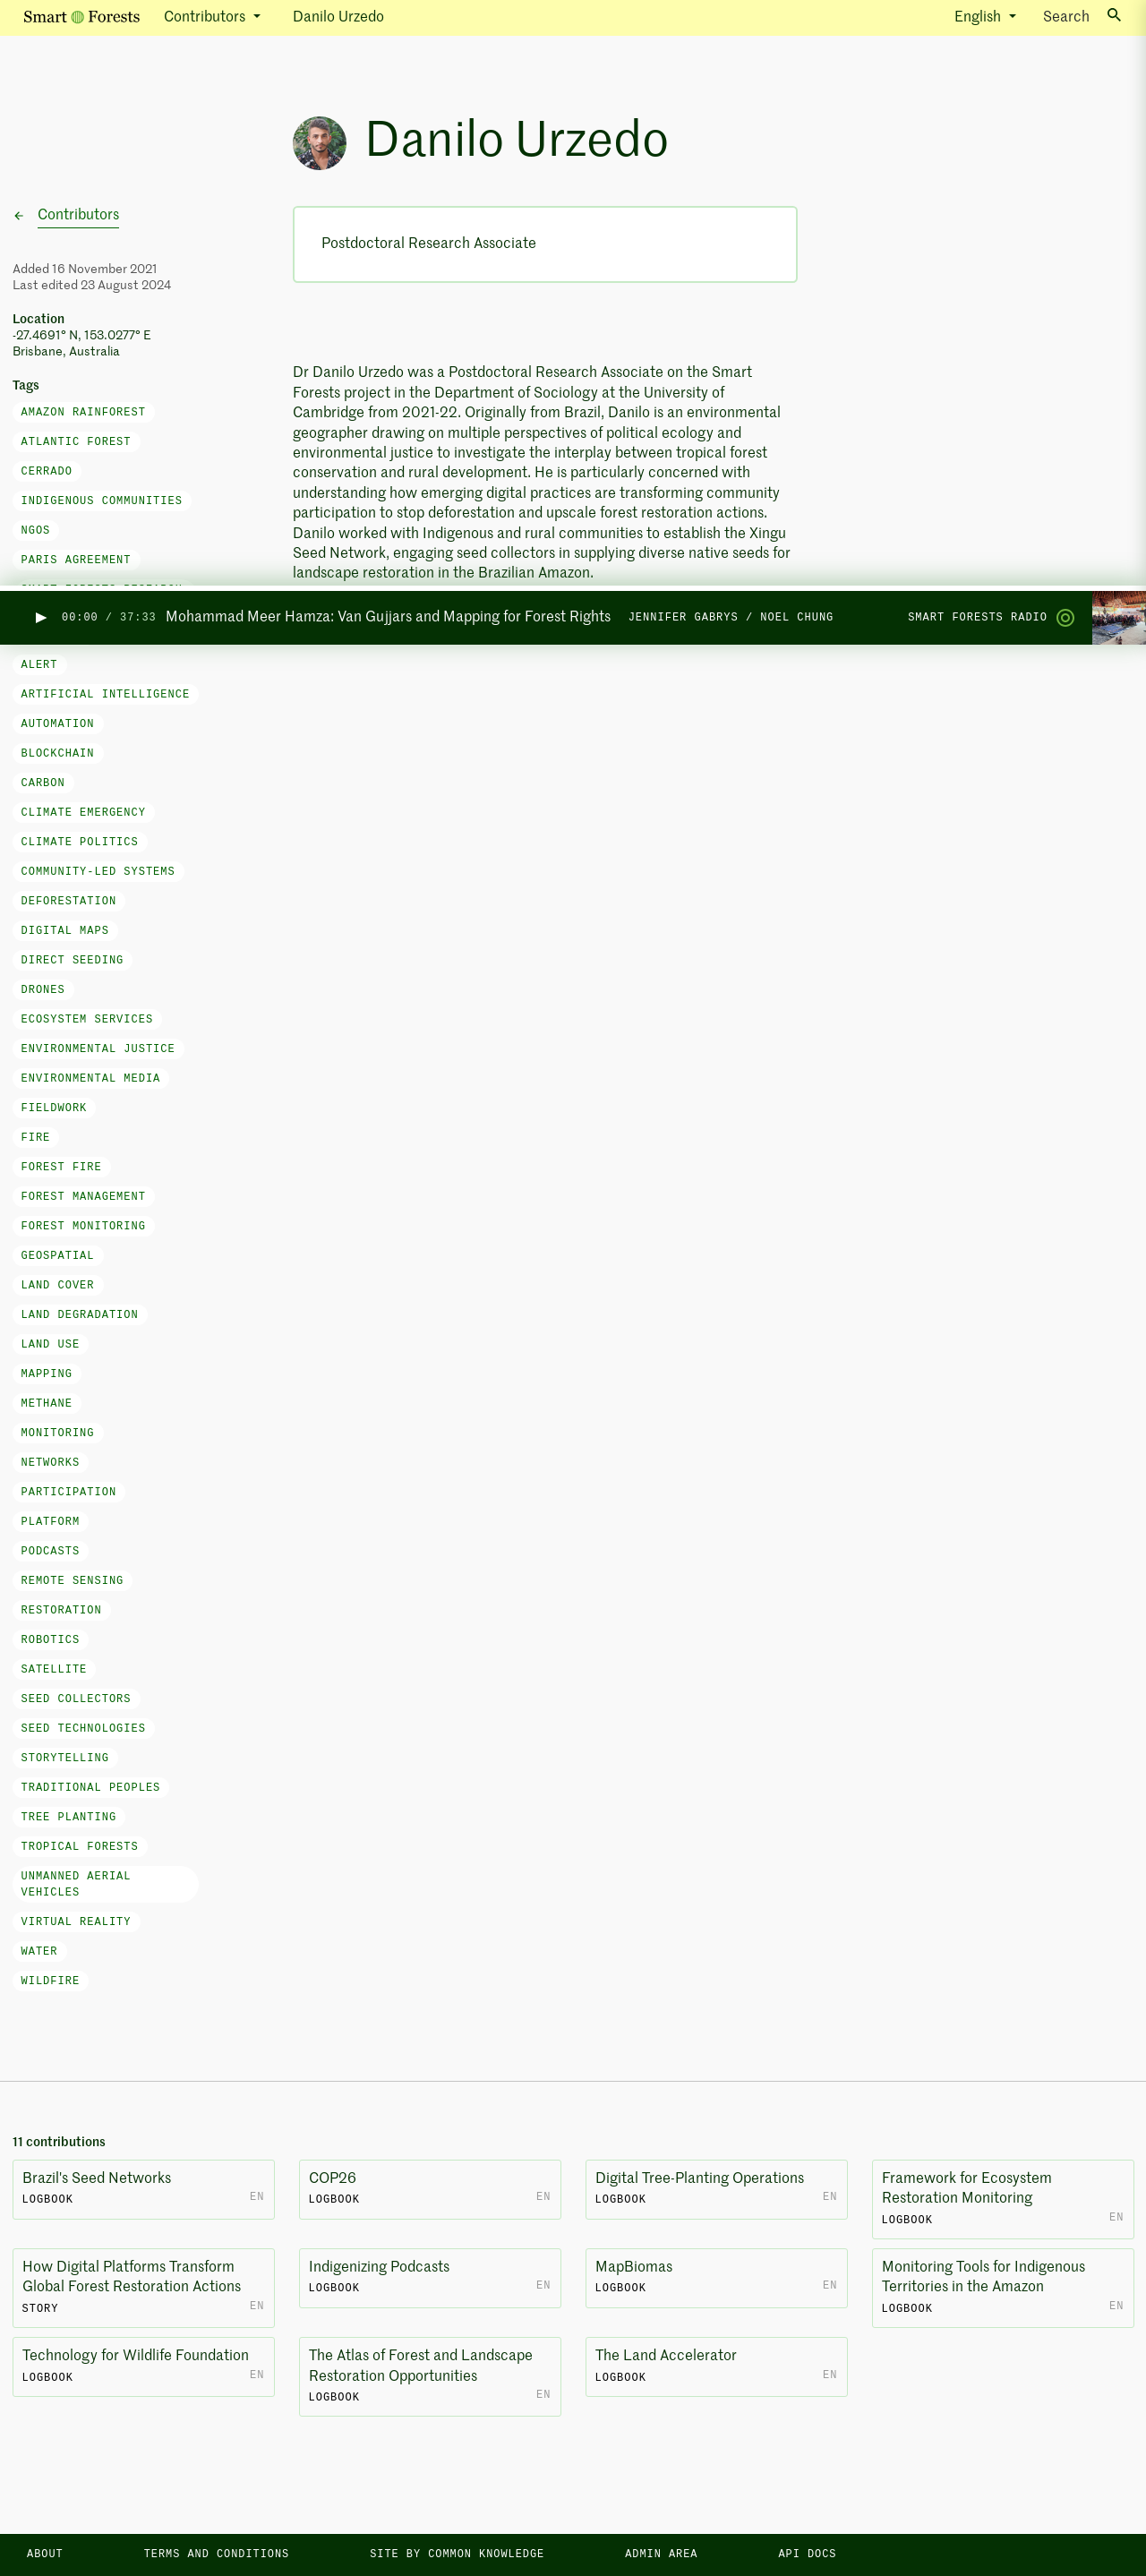 Smart Forests
Contributors
Danilo Urzedo
English
Search
Danilo Urzedo
Contributors
Added 16 November 2021
Last edited 23 August 2024
Location
-27.4691° N, 153.0277° E
Brisbane, Australia
Tags
AMAZON RAINFOREST
ATLANTIC FOREST
CERRADO
INDIGENOUS COMMUNITIES
NGOS
PARIS AGREEMENT
SMART FORESTS RESEARCH
Postdoctoral Research Associate
Dr Danilo Urzedo was a Postdoctoral Research Associate on the Smart
Forests project in the Department of Sociology at the University of
Cambridge from 2021-22. Originally from Brazil, Danilo is an environmental
geographer drawing on multiple perspectives of political ecology and
environmental justice to investigate the interplay between tropical forest
conservation and rural development. He is particularly concerned with
understanding how emerging digital practices are transforming community
participation to stop deforestation and upscale forest restoration actions.
Danilo worked with Indigenous and rural communities to establish the Xingu
Seed Network, engaging seed collectors in supplying diverse native seeds for
landscape restoration in the Brazilian Amazon.
00:00 / 37:33 Mohammad Meer Hamza: Van Gujjars and Mapping for Forest Rights JENNIFER GABRYS / NOEL CHUNG SMART FORESTS RADIO
ALERT
ARTIFICIAL INTELLIGENCE
AUTOMATION
BLOCKCHAIN
CARBON
CLIMATE EMERGENCY
CLIMATE POLITICS
COMMUNITY-LED SYSTEMS
DEFORESTATION
DIGITAL MAPS
DIRECT SEEDING
DRONES
ECOSYSTEM SERVICES
ENVIRONMENTAL JUSTICE
ENVIRONMENTAL MEDIA
FIELDWORK
FIRE
FOREST FIRE
FOREST MANAGEMENT
FOREST MONITORING
GEOSPATIAL
LAND COVER
LAND DEGRADATION
LAND USE
MAPPING
METHANE
MONITORING
NETWORKS
PARTICIPATION
PLATFORM
PODCASTS
REMOTE SENSING
RESTORATION
ROBOTICS
SATELLITE
SEED COLLECTORS
SEED TECHNOLOGIES
STORYTELLING
TRADITIONAL PEOPLES
TREE PLANTING
TROPICAL FORESTS
UNMANNED AERIAL
VEHICLES
VIRTUAL REALITY
WATER
WILDFIRE
11 contributions
Brazil's Seed Networks
LOGBOOK EN
COP26
LOGBOOK EN
Digital Tree-Planting Operations
LOGBOOK EN
Framework for Ecosystem
Restoration Monitoring
LOGBOOK EN
How Digital Platforms Transform
Global Forest Restoration Actions
STORY EN
Indigenizing Podcasts
LOGBOOK EN
MapBiomas
LOGBOOK EN
Monitoring Tools for Indigenous
Territories in the Amazon
LOGBOOK EN
Technology for Wildlife Foundation
LOGBOOK EN
The Atlas of Forest and Landscape
Restoration Opportunities
LOGBOOK EN
The Land Accelerator
LOGBOOK EN
ABOUT
TERMS AND CONDITIONS
SITE BY COMMON KNOWLEDGE
ADMIN AREA
API DOCS